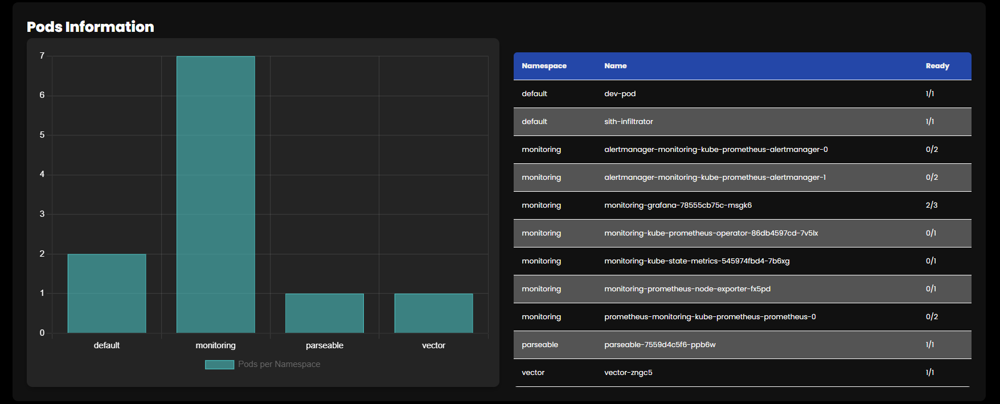 Pods Information
7
6
5
4
3
2
1
0
default monitoring parseable vector
Pods per Namespace
Namespace Name Ready
default dev-pod 1/1
default sith-infiltrator 1/1
monitoring alertmanager-monitoring-kube-prometheus-alertmanager-0 0/2
monitoring alertmanager-monitoring-kube-prometheus-alertmanager-1 0/2
monitoring monitoring-grafana-78555cb75c-msgk6 2/3
monitoring monitoring-kube-prometheus-operator-86db4597cd-7v5lx 0/1
monitoring monitoring-kube-state-metrics-545974fbd4-7b6xg 0/1
monitoring monitoring-prometheus-node-exporter-fx5pd 0/1
monitoring prometheus-monitoring-kube-prometheus-prometheus-0 0/2
parseable parseable-7559d4c5f6-ppb6w 1/1
vector vector-zngc5 1/1